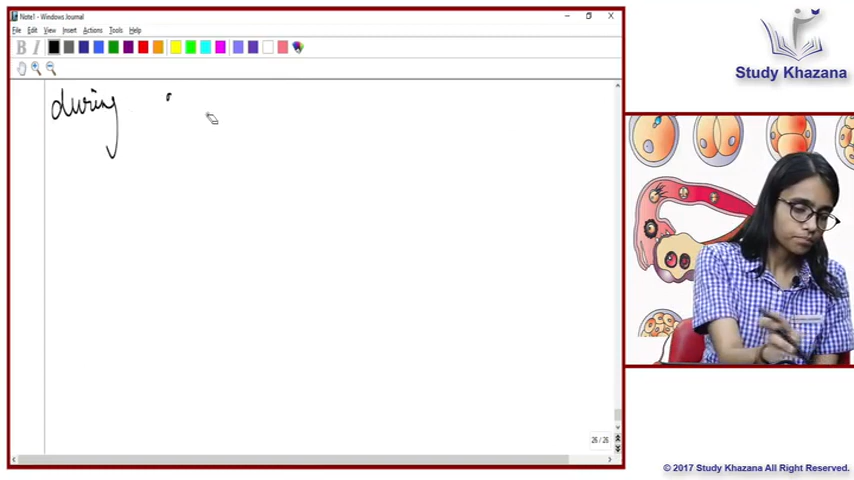 Note1 - Windows Journal
File Edit View Insert Actions Tools Help
B I
during
26 / 26
Study Khazana
© 2017 Study Khazana All Right Reserved.